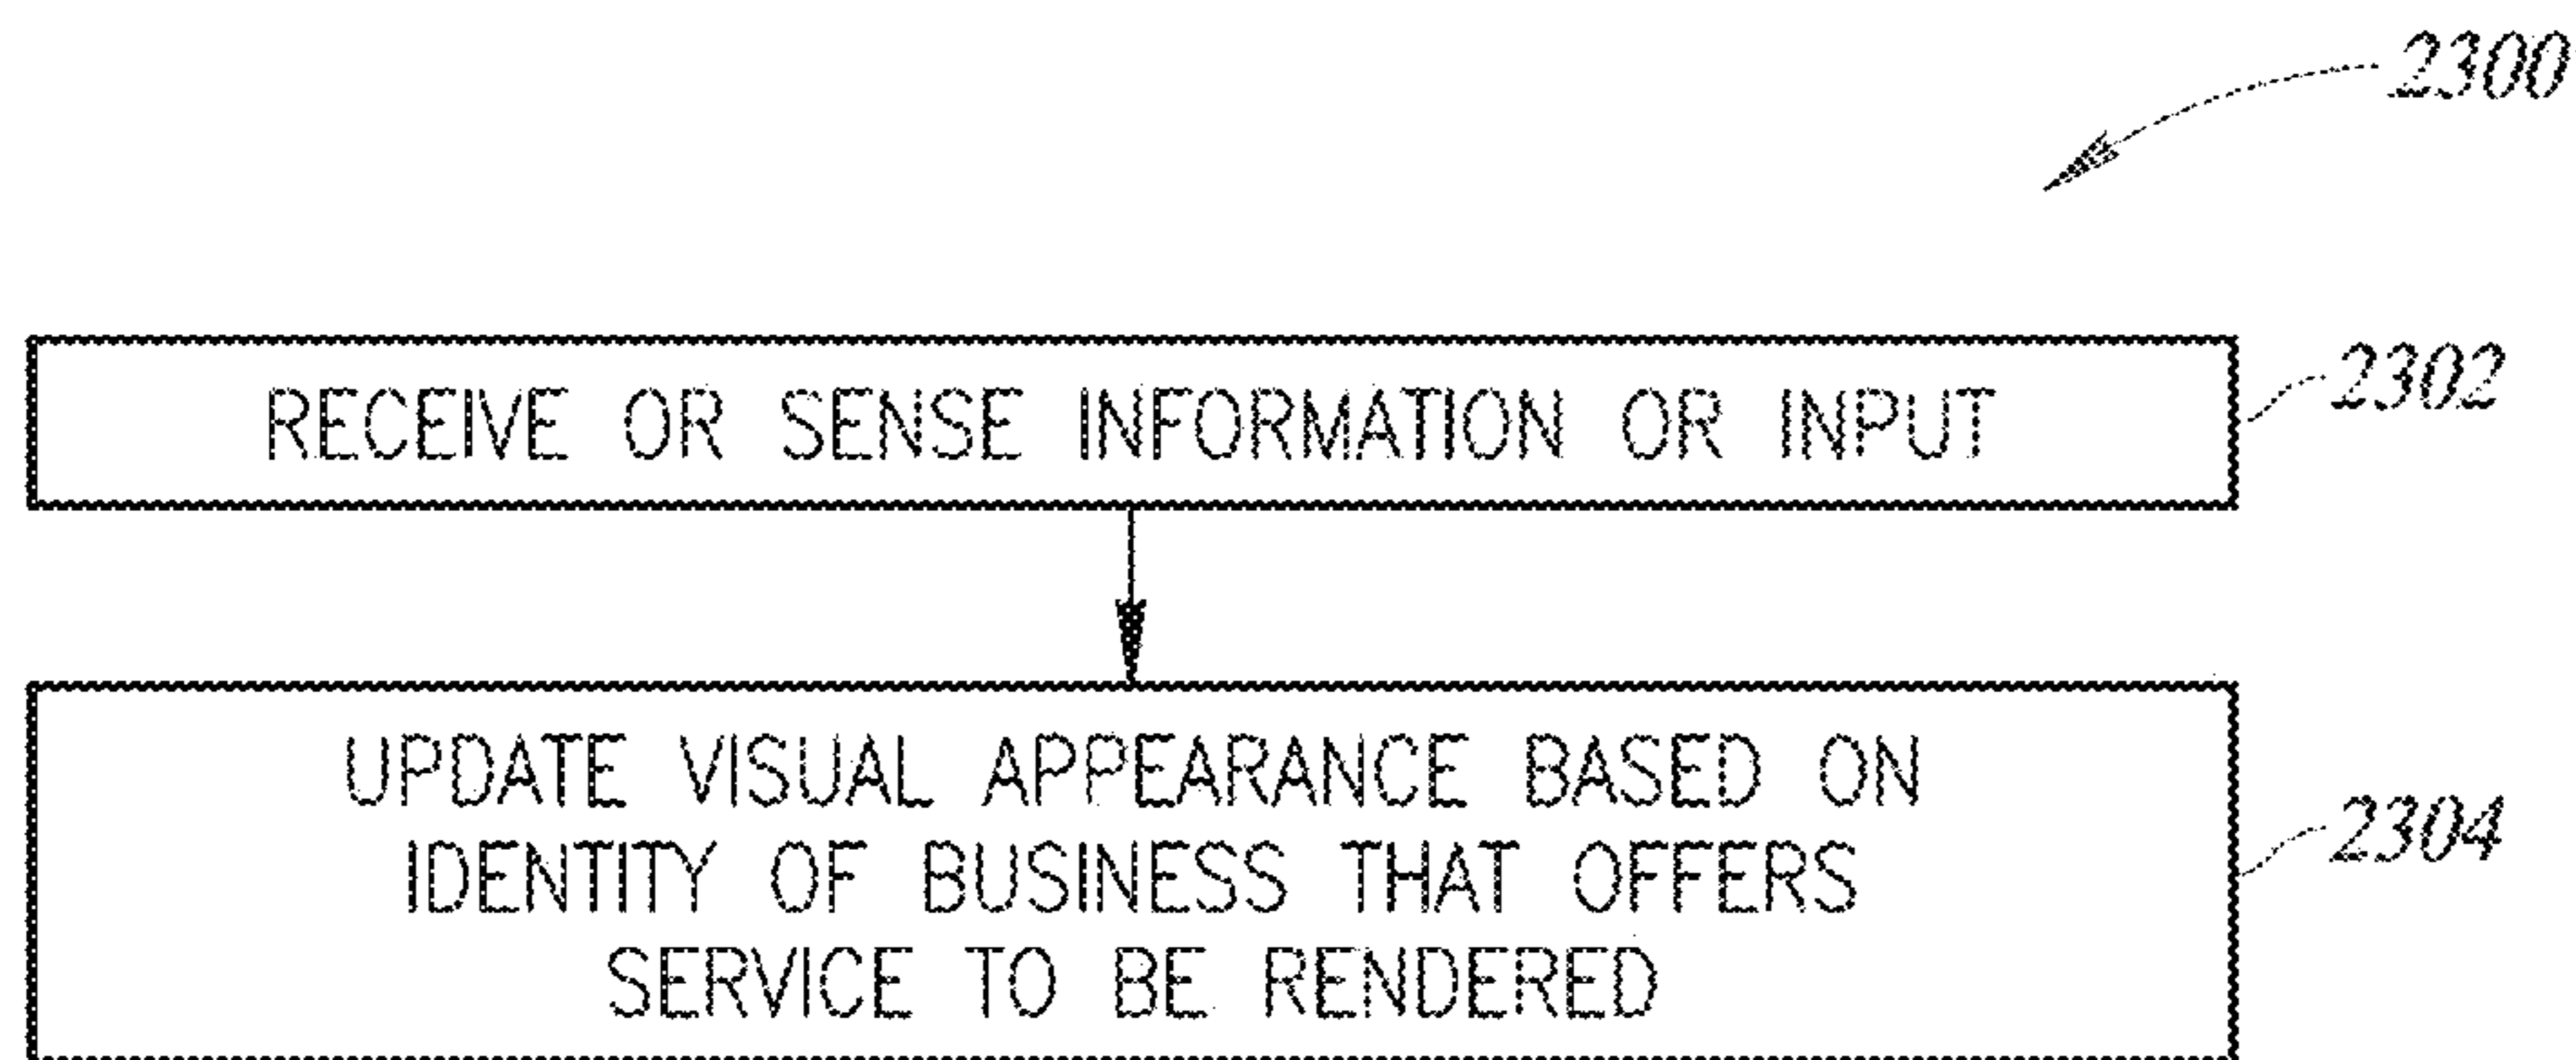 2300
RECEIVE OR SENSE INFORMATION OR INPUT
2302
UPDATE VISUAL APPEARANCE BASED ON
IDENTITY OF BUSINESS THAT OFFERS
SERVICE TO BE RENDERED
2304